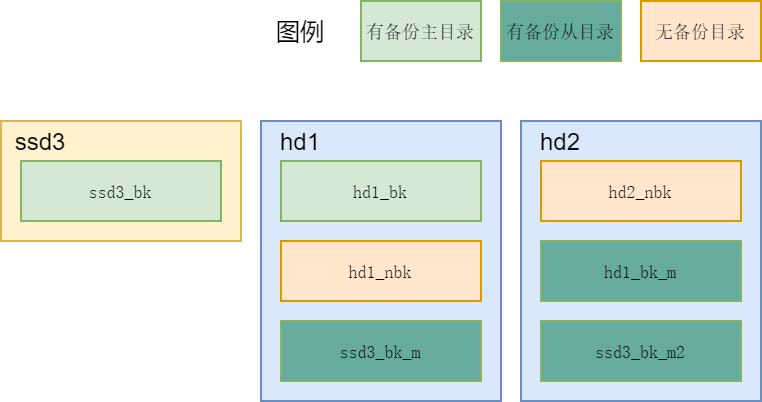 图例
有备份主目录
有备份从目录
无备份目录
ssd3
ssd3_bk
hd1
hd1_bk
hd1_nbk
ssd3_bk_m
hd2
hd2_nbk
hd1_bk_m
ssd3_bk_m2